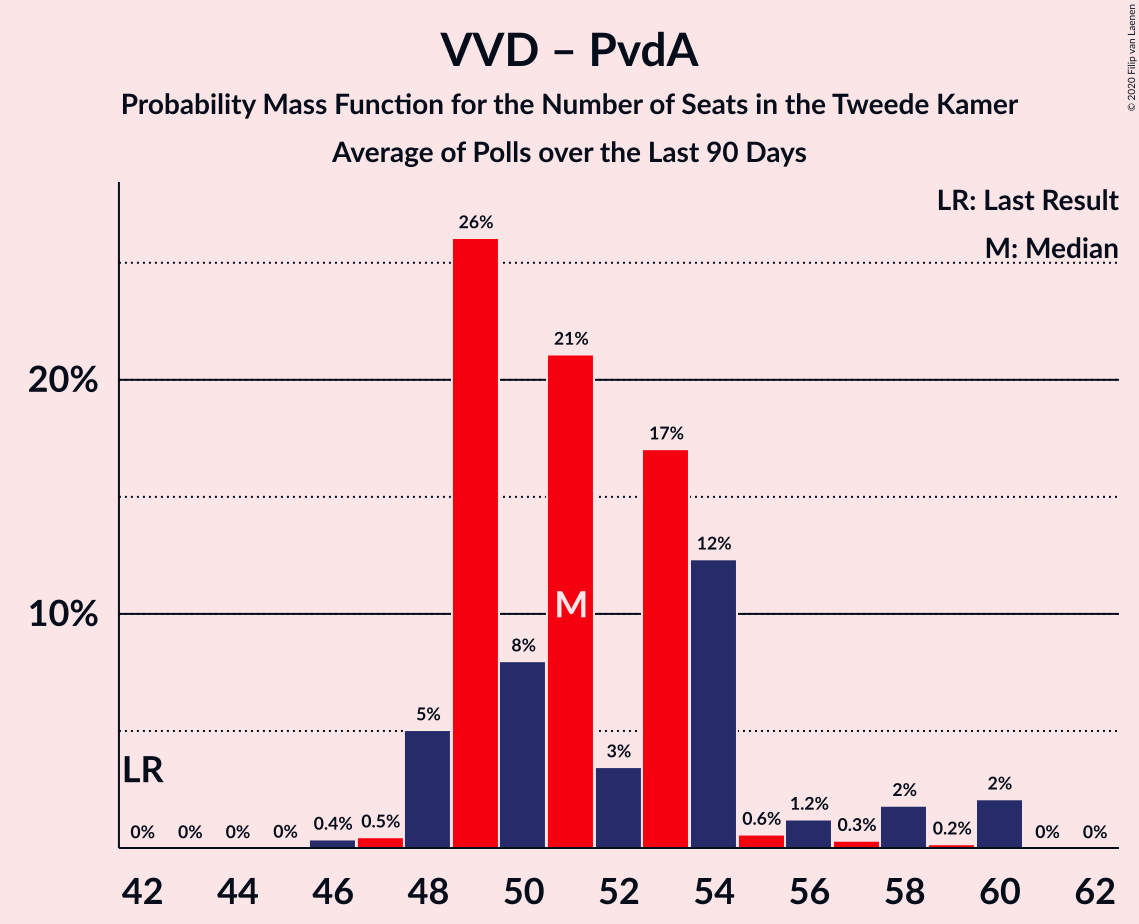 VVD – PvdA
Probability Mass Function for the Number of Seats in the Tweede Kamer
Average of Polls over the Last 90 Days
© 2020 Filip van Laenen
LR: Last Result
M: Median
26%
21%
20%
17%
12%
M
10%
8%
5%
3%
LR
0% 0% 0% 0% 0.4% 0.5% 0.6% 1.2% 0.3% 2% 0.2% 2% 0% 0%
42 44 46 48 50 52 54 56 58 60 62